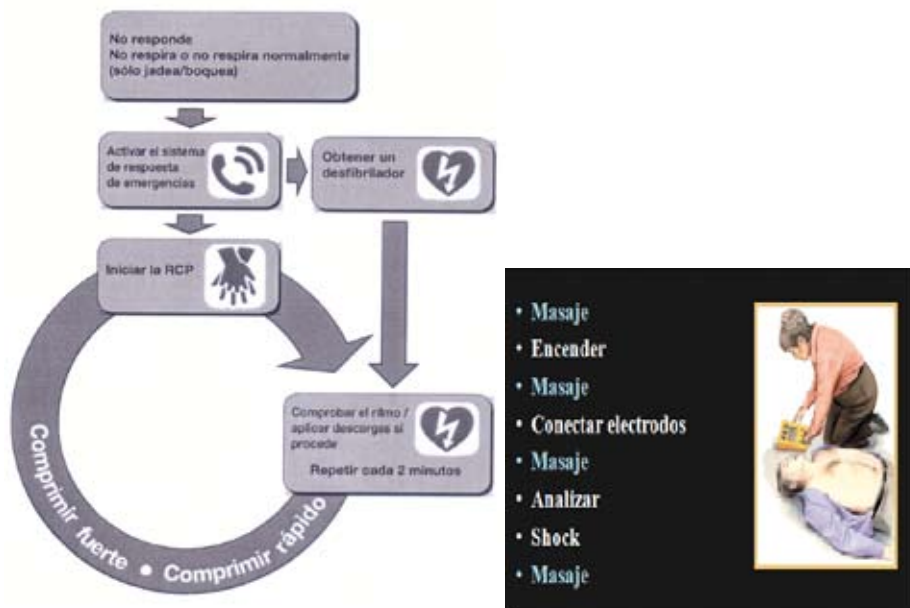 No responde
No respira o no respira normalmente
(sólo jadea/boquea)
Activar el sistema
de respuesta
de emergencias
Obtener un
desfibrilador
Iniciar la RCP
Comprobar el ritmo /
aplicar descargas si
procede
Repetir cada 2 minutos
Comprimir fuerte • Comprimir rápido
• Masaje
• Encender
• Masaje
• Conectar electrodos
• Masaje
• Analizar
• Shock
• Masaje